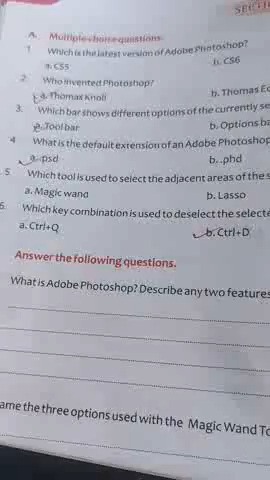 A. Multiple choice questions.
1. Which is the latest version of Adobe Photoshop?
a. CS5 b. CS6
2. Who invented Photoshop?
a. Thomas Knoll b. Thomas
3. Which bar shows different options of the currently
a. Tool bar b. Options
4. What is the default extension of an Adobe Photoshop
a. .psd b. .phd
5. Which tool is used to select the adjacent areas of the
a. Magic wand b. Lasso
6. Which key combination is used to deselect the
a. Ctrl+Q b. Ctrl+D
Answer the following questions.
What is Adobe Photoshop? Describe any two features
the three options used with the Magic Wand